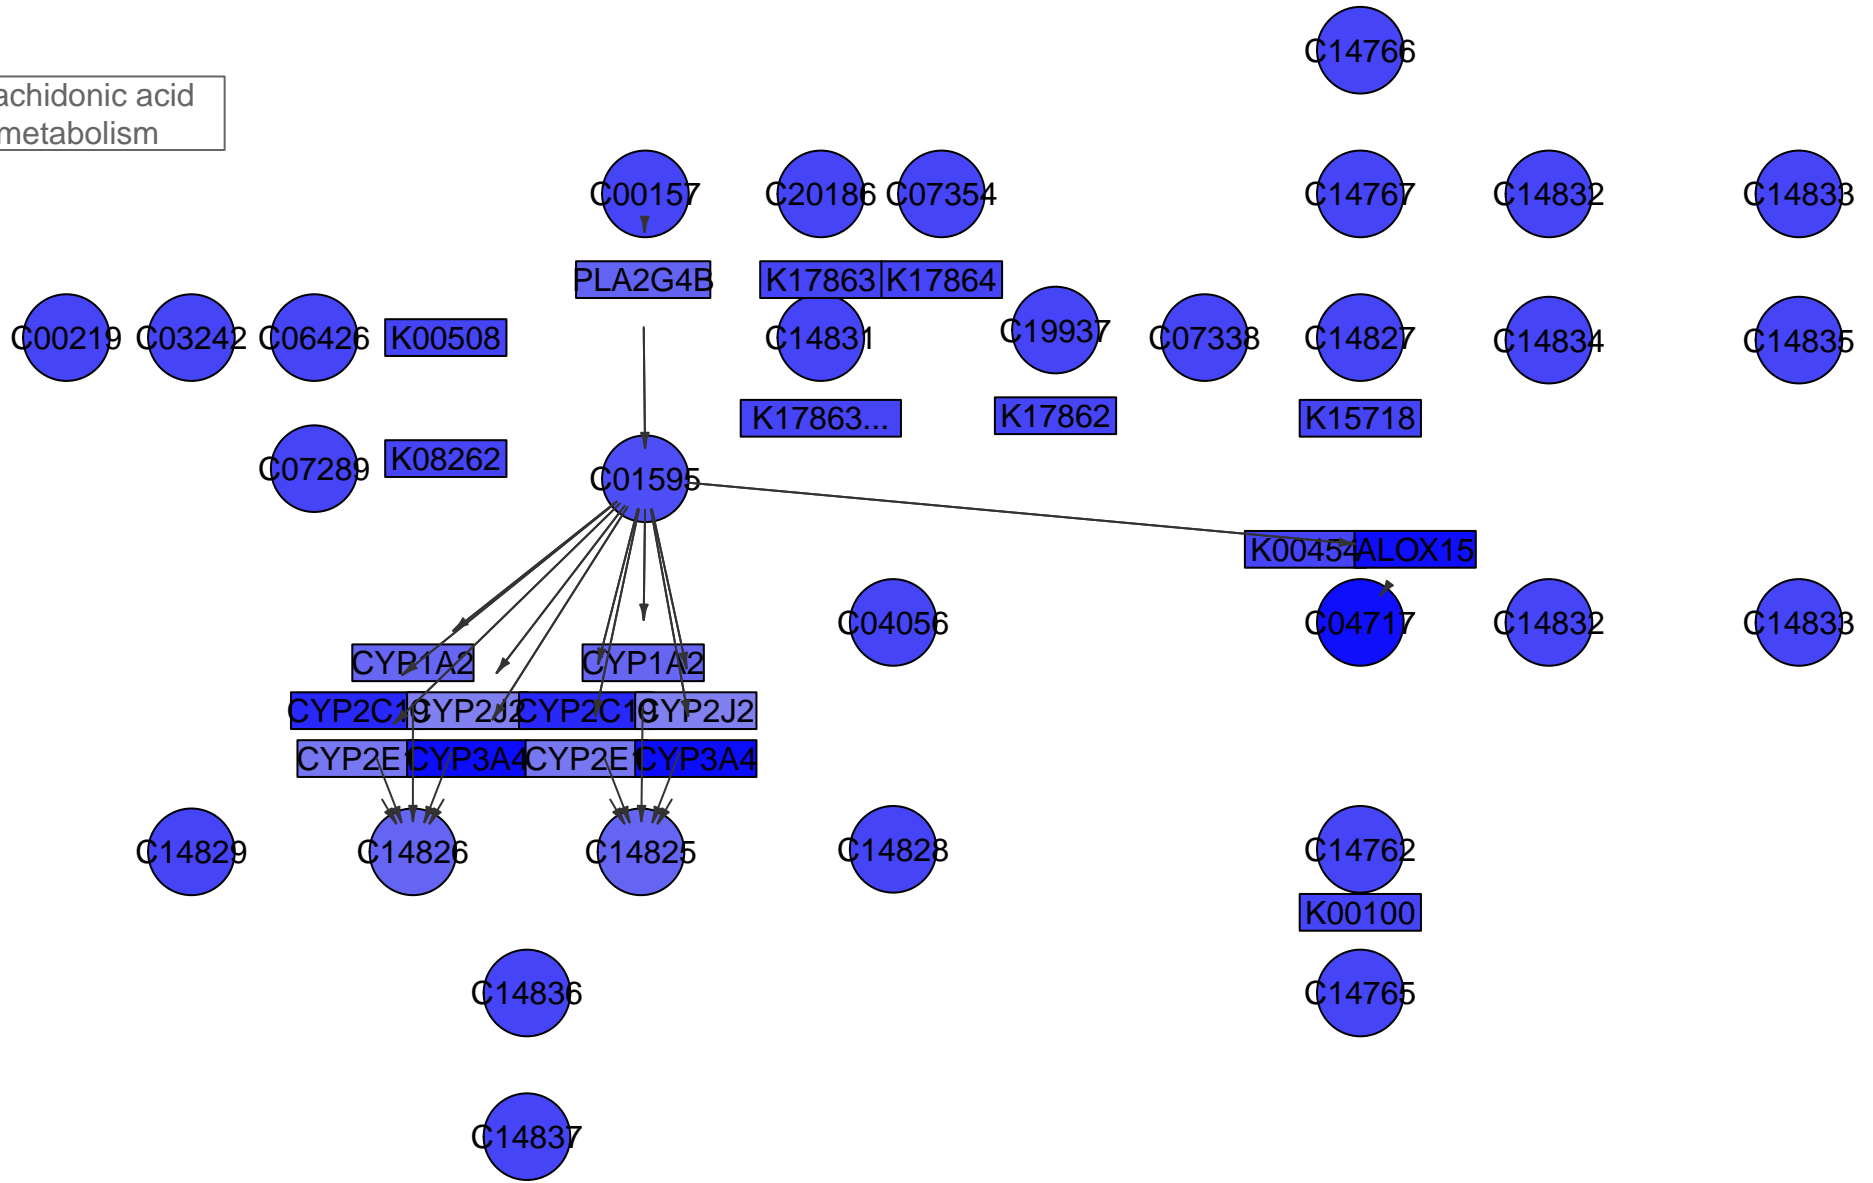 C14766
achidonic acid
metabolism
C00157
C20186
C07354
C14767
C14832
C14833
PLA2G4B
K17863
K17864
C00219
C03242
C06426
K00508
C14831
C19937
C07338
C14827
C14834
C14835
K17863...
K17862
K15718
C07289
K08262
C01595
K00454
ALOX15
C04056
C04717
C14832
C14833
CYP1A2
CYP1A2
CYP2C19
CYP2J2
CYP2C19
CYP2J2
CYP2E1
CYP3A4
CYP2E1
CYP3A4
C14829
C14826
C14825
C14828
C14762
K00100
C14836
C14765
C14837